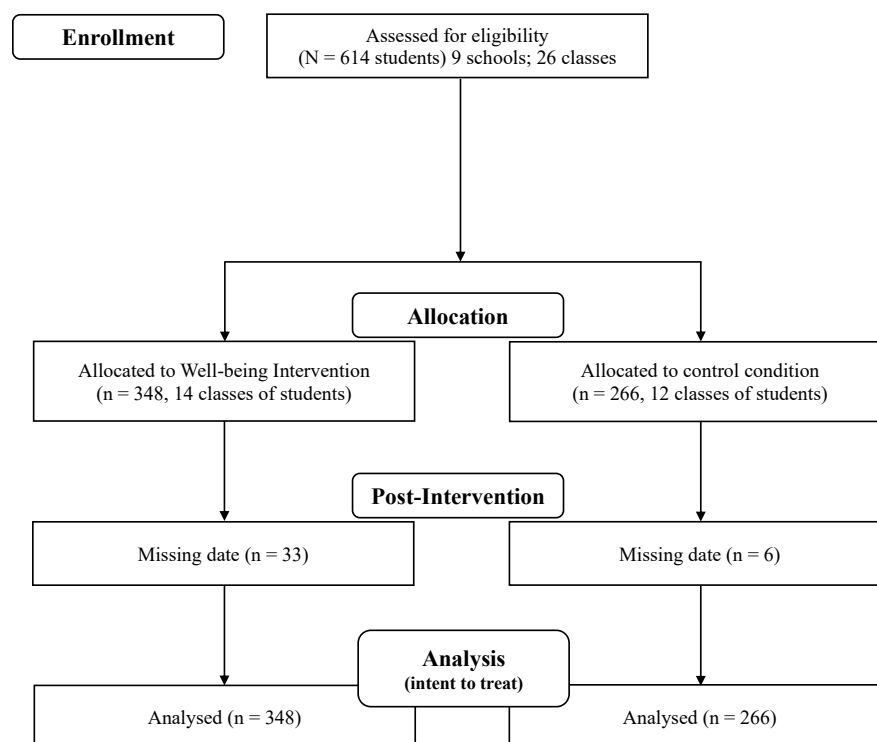 Enrollment
Assessed for eligibility
(N = 614 students) 9 schools; 26 classes
Allocation
Allocated to Well-being Intervention
(n = 348, 14 classes of students)
Allocated to control condition
(n = 266, 12 classes of students)
Post-Intervention
Missing date (n = 33)
Missing date (n = 6)
Analysis
(intent to treat)
Analysed (n = 348)
Analysed (n = 266)